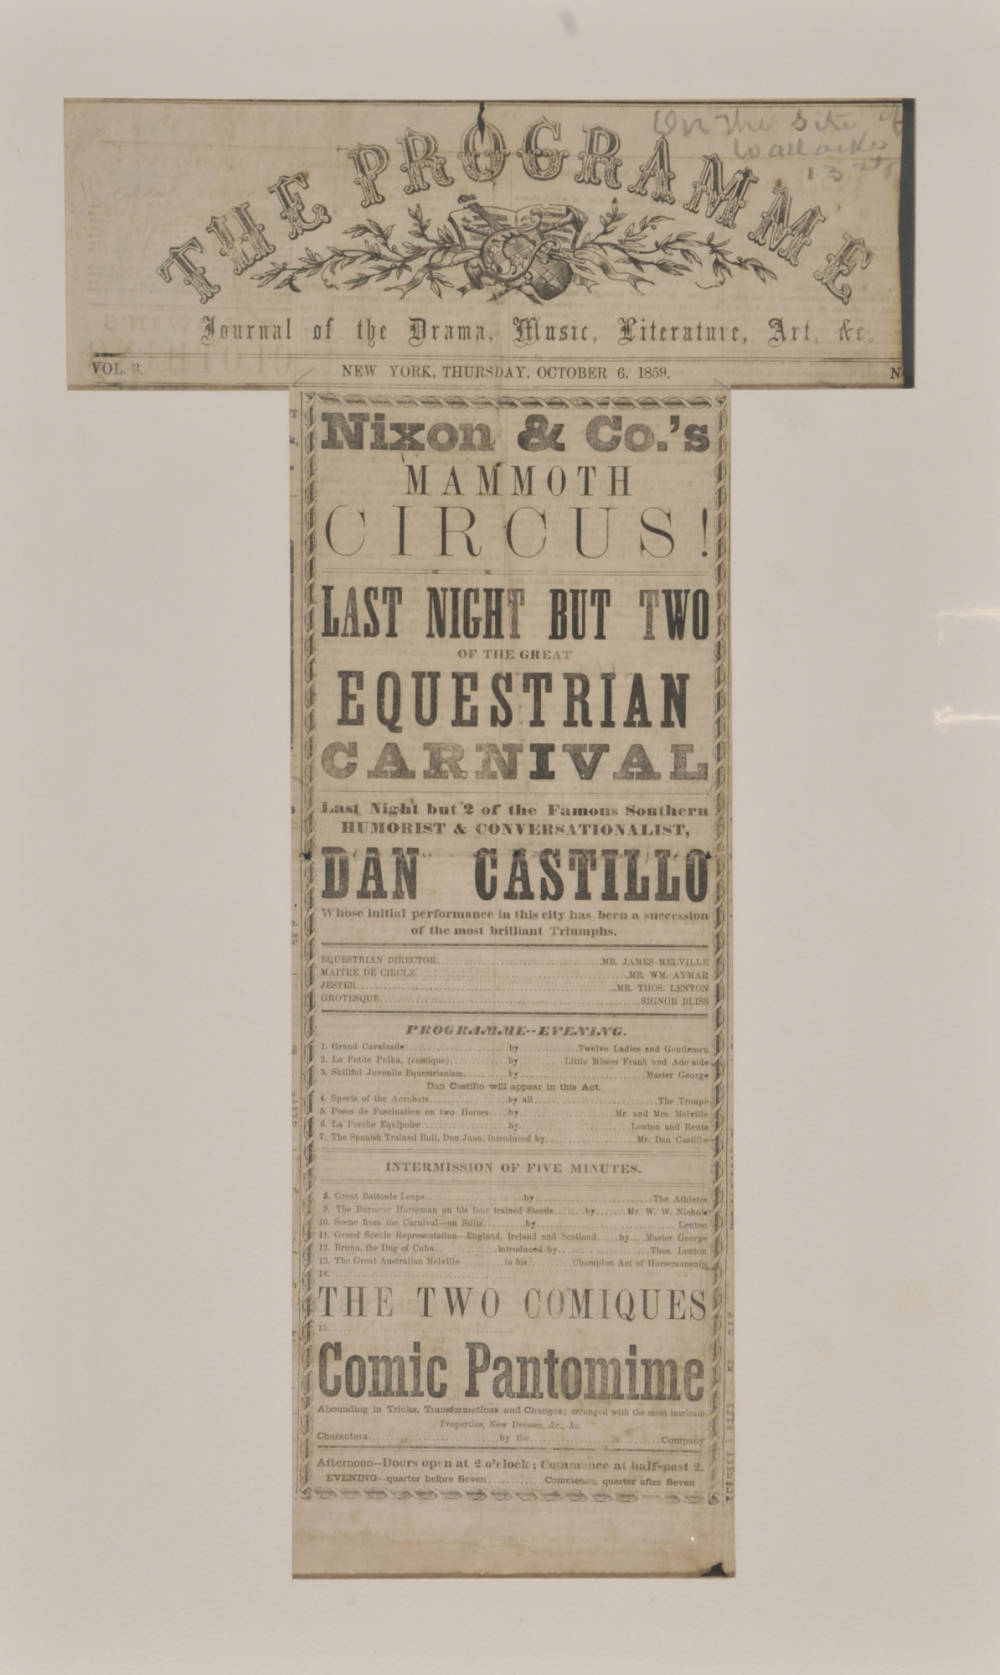 On the Site of
Wallacks
13th St
THE PROGRAMME
Journal of the Drama, Music, Literature, Art, &c.
VOL. 3. NEW YORK, THURSDAY, OCTOBER 6, 1859. N
Nixon & Co.'s
MAMMOTH
CIRCUS!
LAST NIGHT BUT TWO
OF THE GREAT
EQUESTRIAN
CARNIVAL
Last Night but 2 of the Famous Southern
HUMORIST & CONVERSATIONALIST,
DAN CASTILLO
Whose initial performance in this city has been a succession
of the most brilliant Triumphs.
EQUESTRIAN DIRECTOR MR. JAMES MELVILLE
MAITRE DE CIRCLE MR. WM. AYMAR
JESTER MR. THOS. LENTON
GROTESQUE SIGNOR BLISS
PROGRAMME--EVENING.
1. Grand Cavalcade by Twelve Ladies and Gentlemen
2. La Petite Polka, (comique) by Little Misses Frank and Adelaide
3. Skillful Juvenile Equestrianism by Master George
Dan Castillo will appear in this Act.
4. Sports of the Acrobats by all The Troupe
5. Poses de Fascination on two Horses by Mr. and Mrs. Melville
6. La Perche Equipoise by Lenton and Rents
7. The Spanish Trained Bull, Don Juan, introduced by Mr. Dan Castillo
INTERMISSION OF FIVE MINUTES.
8. Great Battoule Leaps by The Athletes
9. The Burmese Horseman on his four trained Steeds by Mr. W. W. Nichols
10. Scene from the Carnival—on Stilts by Lenton
11. Grand Scenic Representation—England, Ireland and Scotland by Master George
12. Bruno, the Dog of Cuba introduced by Thos. Lenton
13. The Great Australian Melville in his Champion Act of Horsemanship
14.
THE TWO COMIQUES
15.
Comic Pantomime
Abounding in Tricks, Transformations and Changes; arranged with the most intricate
Properties, New Dresses, &c., &c.
Characters by the Company
Afternoon--Doors open at 2 o'clock; Commence at half-past 2.
EVENING—quarter before Seven Commence, quarter after Seven